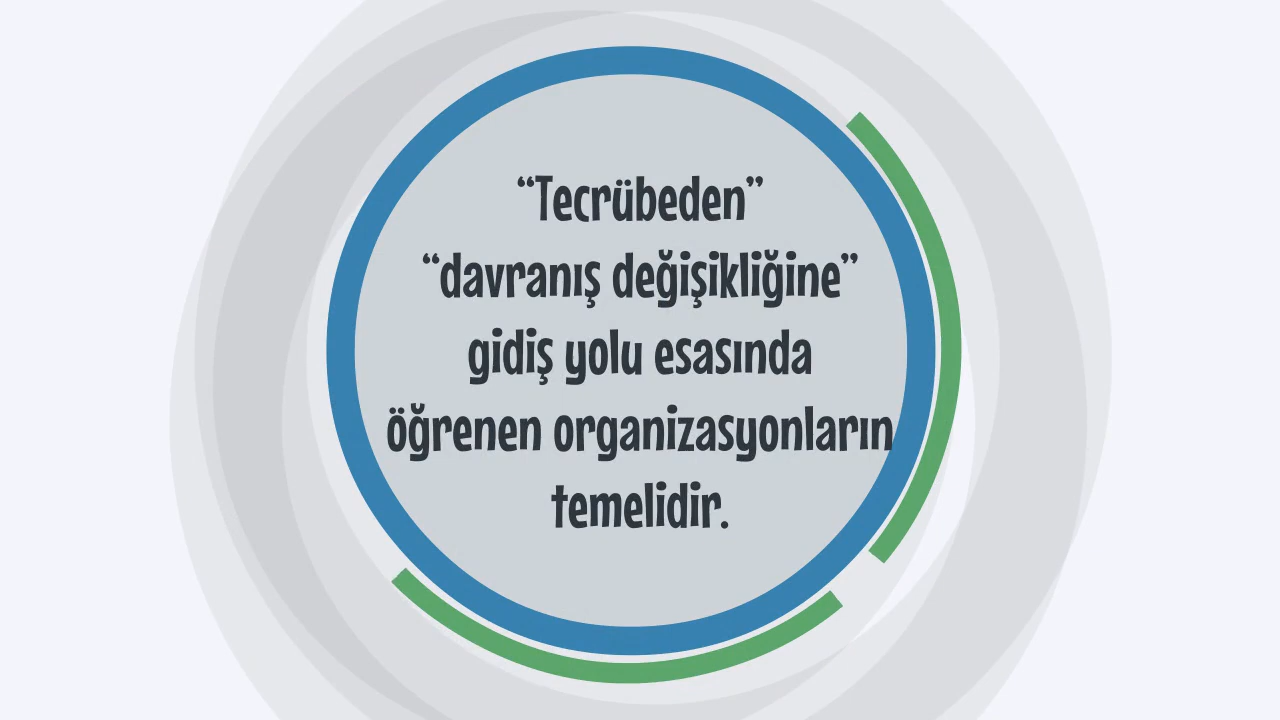 “Tecrübeden”
“davranış değişikliğine”
gidiş yolu esasında
öğrenen organizasyonların
temelidir.